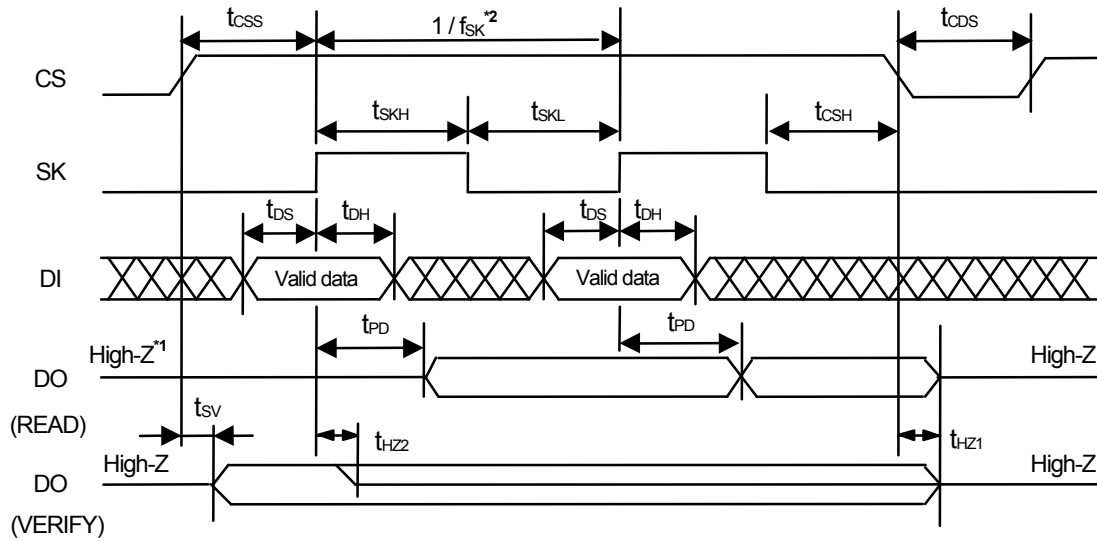 tCSS
1 / fSK*2
tCDS
CS
tSKH
tSKL
tCSH
SK
tDS
tDH
tDS
tDH
DI
Valid data
Valid data
tPD
tPD
High-Z*1
High-Z
DO
(READ)
tSV
tHZ2
tHZ1
High-Z
High-Z
DO
(VERIFY)